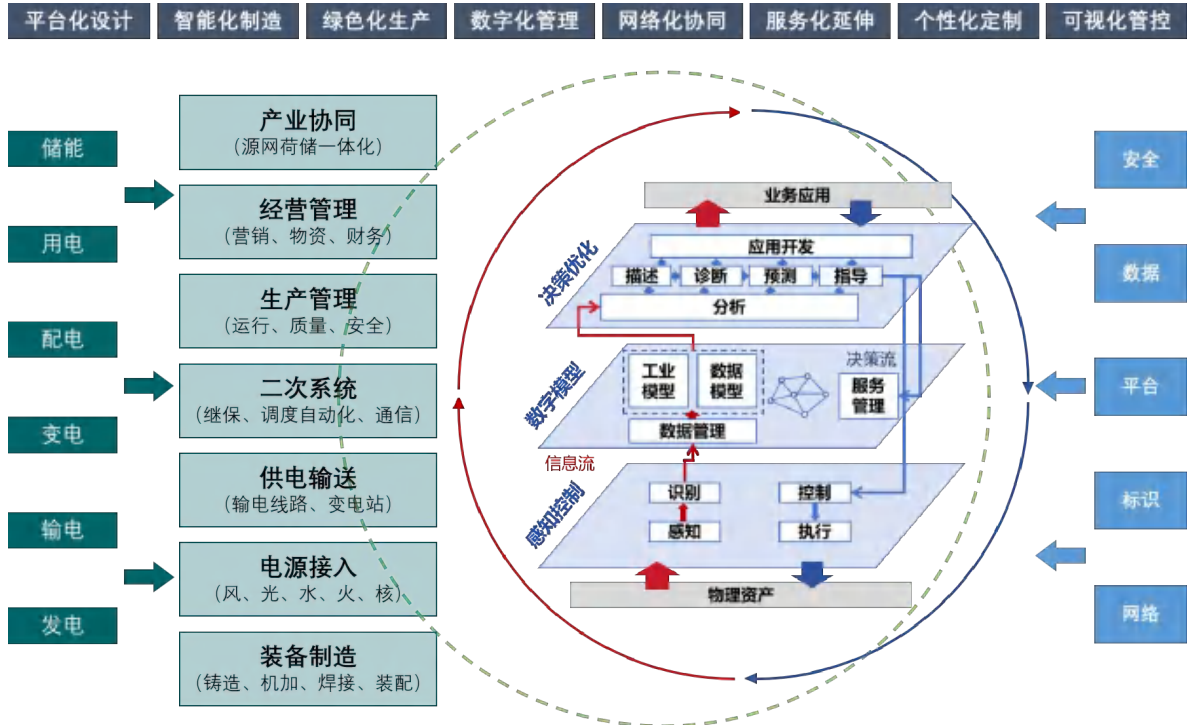 平台化设计
智能化制造
绿色化生产
数字化管理
网络化协同
服务化延伸
个性化定制
可视化管控
储能
用电
配电
变电
输电
发电
产业协同
(源网荷储一体化)
经营管理
(营销、物资、财务)
生产管理
(运行、质量、安全)
二次系统
(继保、调度自动化、通信)
供电输送
(输电线路、变电站)
电源接入
(风、光、水、火、核)
装备制造
(铸造、机加、焊接、装配)
业务应用
决策优化
应用开发
描述
诊断
预测
指导
分析
数字模型
工业
模型
数据
模型
决策流
服务
管理
数据管理
信息流
感知控制
识别
控制
感知
执行
物理资产
安全
数据
平台
标识
网络